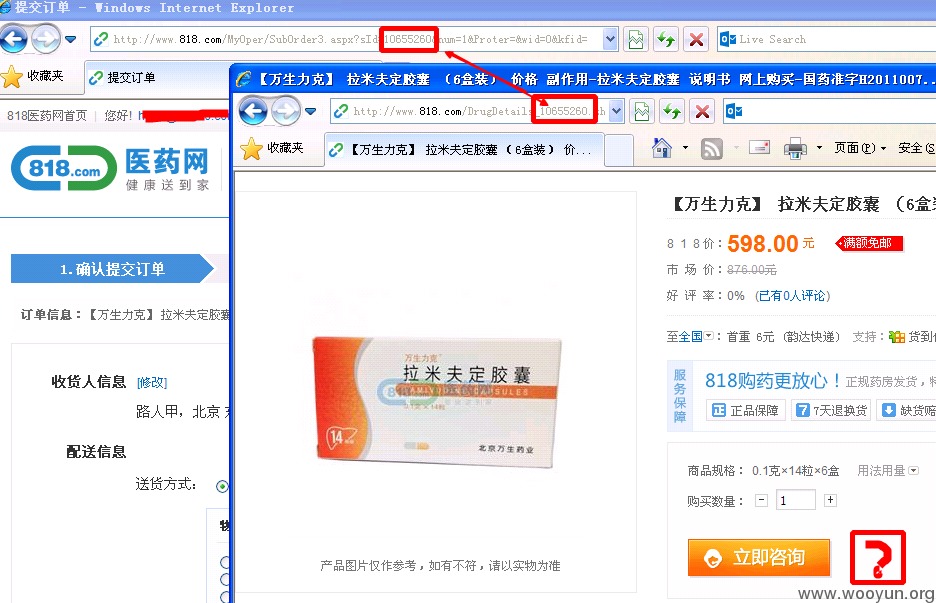 提交订单 - Windows Internet Explorer
http://www.818.com/MyOper/SubOrder3.aspx?sId=10655260&num=1&Proter=&wid=0&kfid=
Live Search
收藏夹
提交订单
818医药网首页 | 您好！
818.com 医药网
健康送到家
1.确认提交订单
订单信息：【万生力克】 拉米夫定胶囊
收货人信息 [修改]
路人甲，北京
配送信息
送货方式：
【万生力克】 拉米夫定胶囊 （6盒装） 价格 副作用-拉米夫定胶囊 说明书 网上购买-国药准字H2011007..
http://www.818.com/DrugDetails_10655260.sh
收藏夹
【万生力克】 拉米夫定胶囊 （6盒装） 价...
页面(P)
安全(S
万生力克
拉米夫定胶囊
LAMIVUDINE CAPSULES
0.1克×14粒
14
北京万生药业
818
产品图片仅作参考，如有不符，请以实物为准
【万生力克】 拉米夫定胶囊 （6盒装
818价：598.00元
满额免邮
市 场 价：876.00元
好 评 率：0% (已有0人评论)
至全国 ：首重 6元 (韵达快递) 支持： 货到
服务保障
818购药更放心！正规药房发货，
正 正品保障
7 7天退换货
缺货赔
商品规格： 0.1克×14粒×6盒 用法用量
购买数量： － 1 +
立即咨询
?
www.wooyun.org